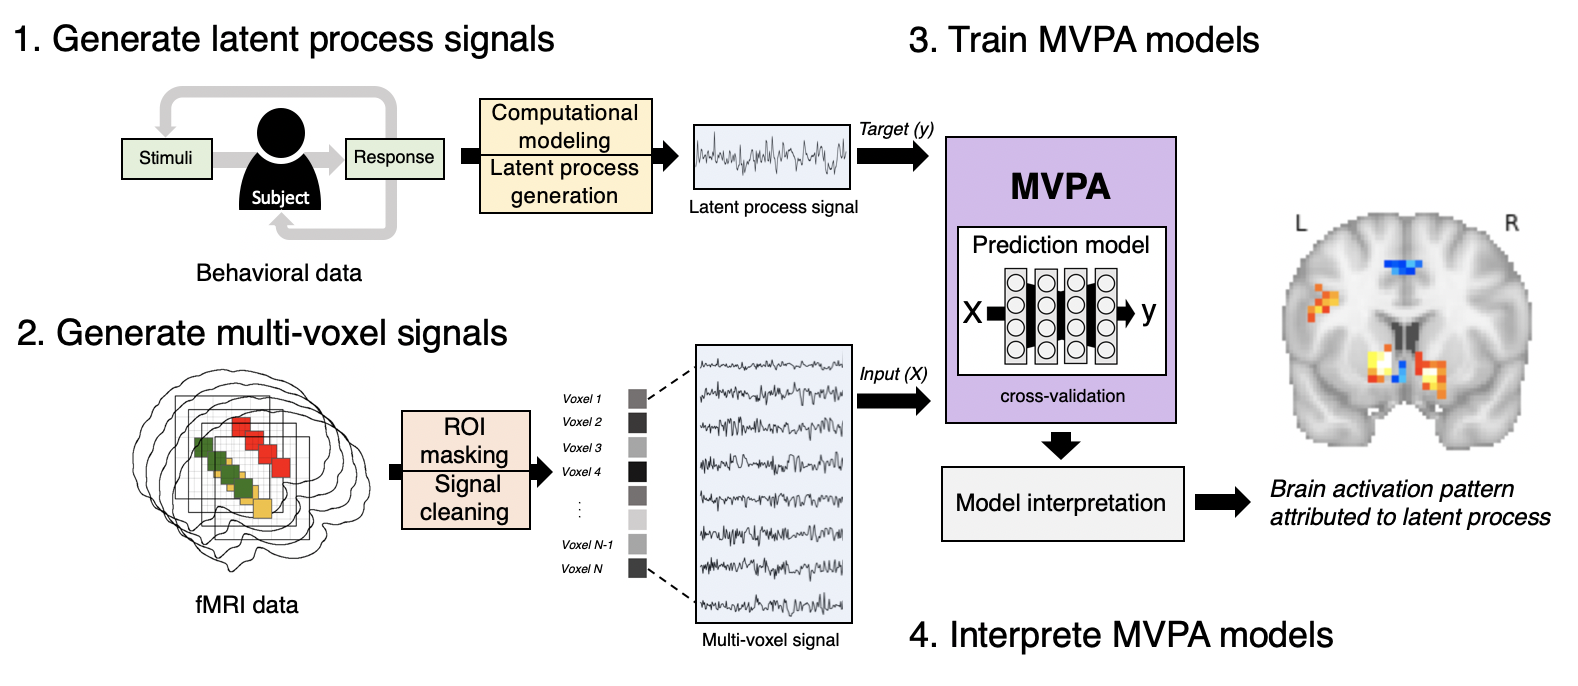 1. Generate latent process signals
Stimuli
Subject
Response
Behavioral data
Computational
modeling
Latent process
generation
Latent process signal
Target (y)
2. Generate multi-voxel signals
fMRI data
ROI
masking
Signal
cleaning
Voxel 1
Voxel 2
Voxel 3
Voxel 4
Voxel N-1
Voxel N
Multi-voxel signal
Input (X)
3. Train MVPA models
MVPA
Prediction model
X
y
cross-validation
Model interpretation
L
R
Brain activation pattern
attributed to latent process
4. Interprete MVPA models